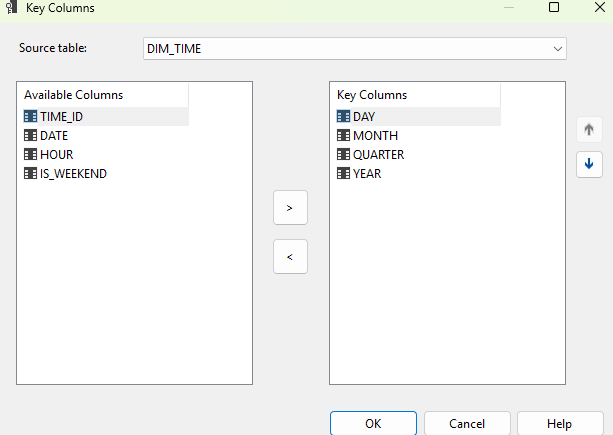 Key Columns
Source table:
DIM_TIME
Available Columns
TIME_ID
DATE
HOUR
IS_WEEKEND
>
<
Key Columns
DAY
MONTH
QUARTER
YEAR
OK
Cancel
Help